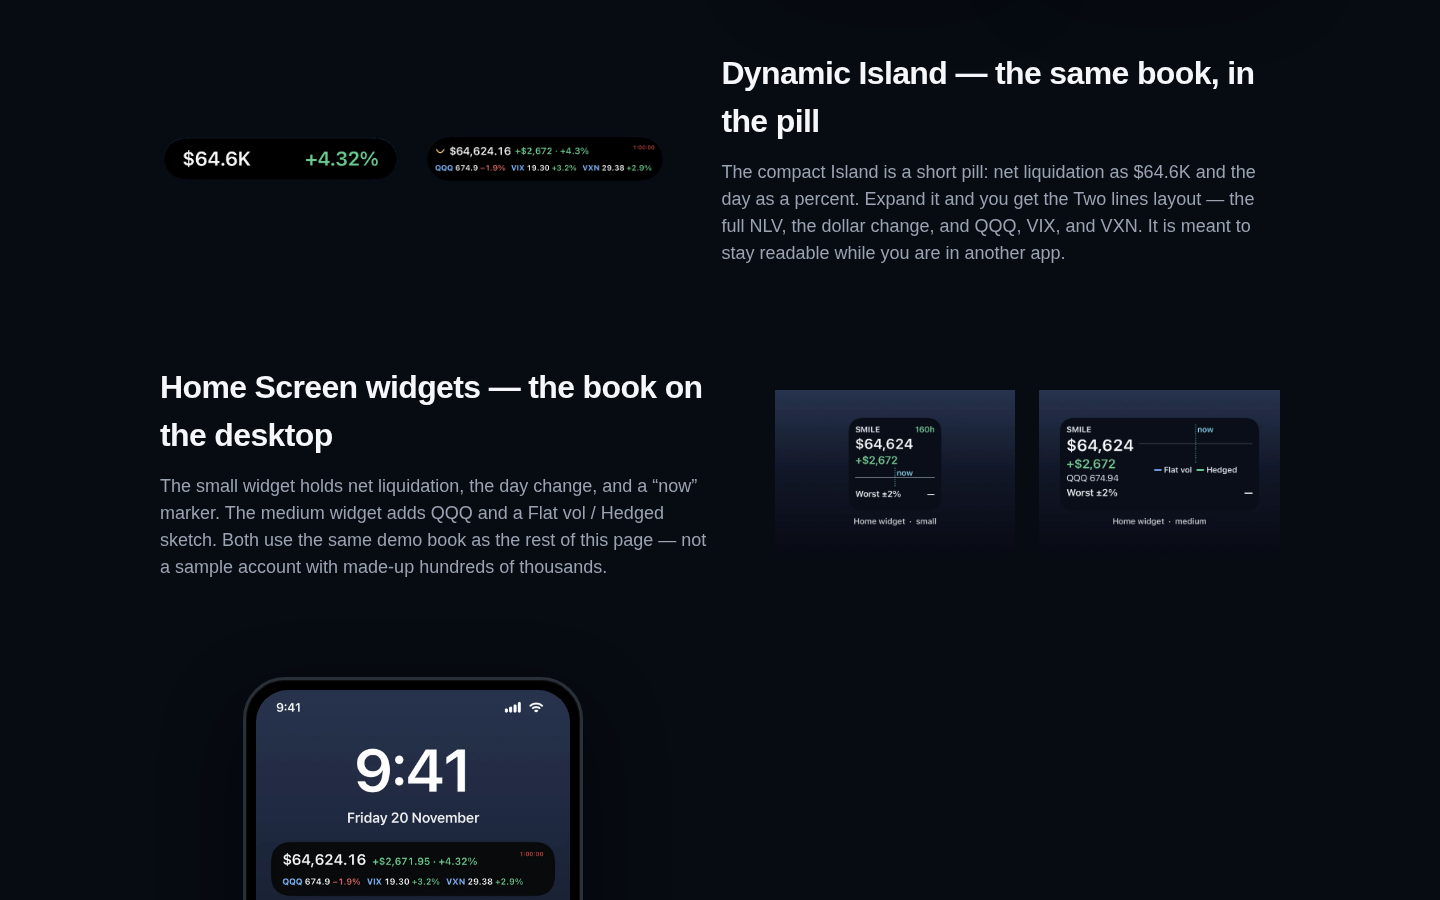 $64.6K +4.32%
$64,624.16 +$2,672 · +4.3% 1:00:00
QQQ 674.9 −1.9% VIX 19.30 +3.2% VXN 29.38 +2.9%
Dynamic Island — the same book, in
the pill
The compact Island is a short pill: net liquidation as $64.6K and the
day as a percent. Expand it and you get the Two lines layout — the
full NLV, the dollar change, and QQQ, VIX, and VXN. It is meant to
stay readable while you are in another app.
Home Screen widgets — the book on
the desktop
The small widget holds net liquidation, the day change, and a “now”
marker. The medium widget adds QQQ and a Flat vol / Hedged
sketch. Both use the same demo book as the rest of this page — not
a sample account with made-up hundreds of thousands.
SMILE 160h
$64,624
+$2,672
now
Worst ±2% —
Home widget · small
SMILE
now
$64,624
+$2,672
Flat vol Hedged
QQQ 674.94
Worst ±2% —
Home widget · medium
9:41
9:41
Friday 20 November
$64,624.16 +$2,671.95 · +4.32% 1:00:00
QQQ 674.9 −1.9% VIX 19.30 +3.2% VXN 29.38 +2.9%